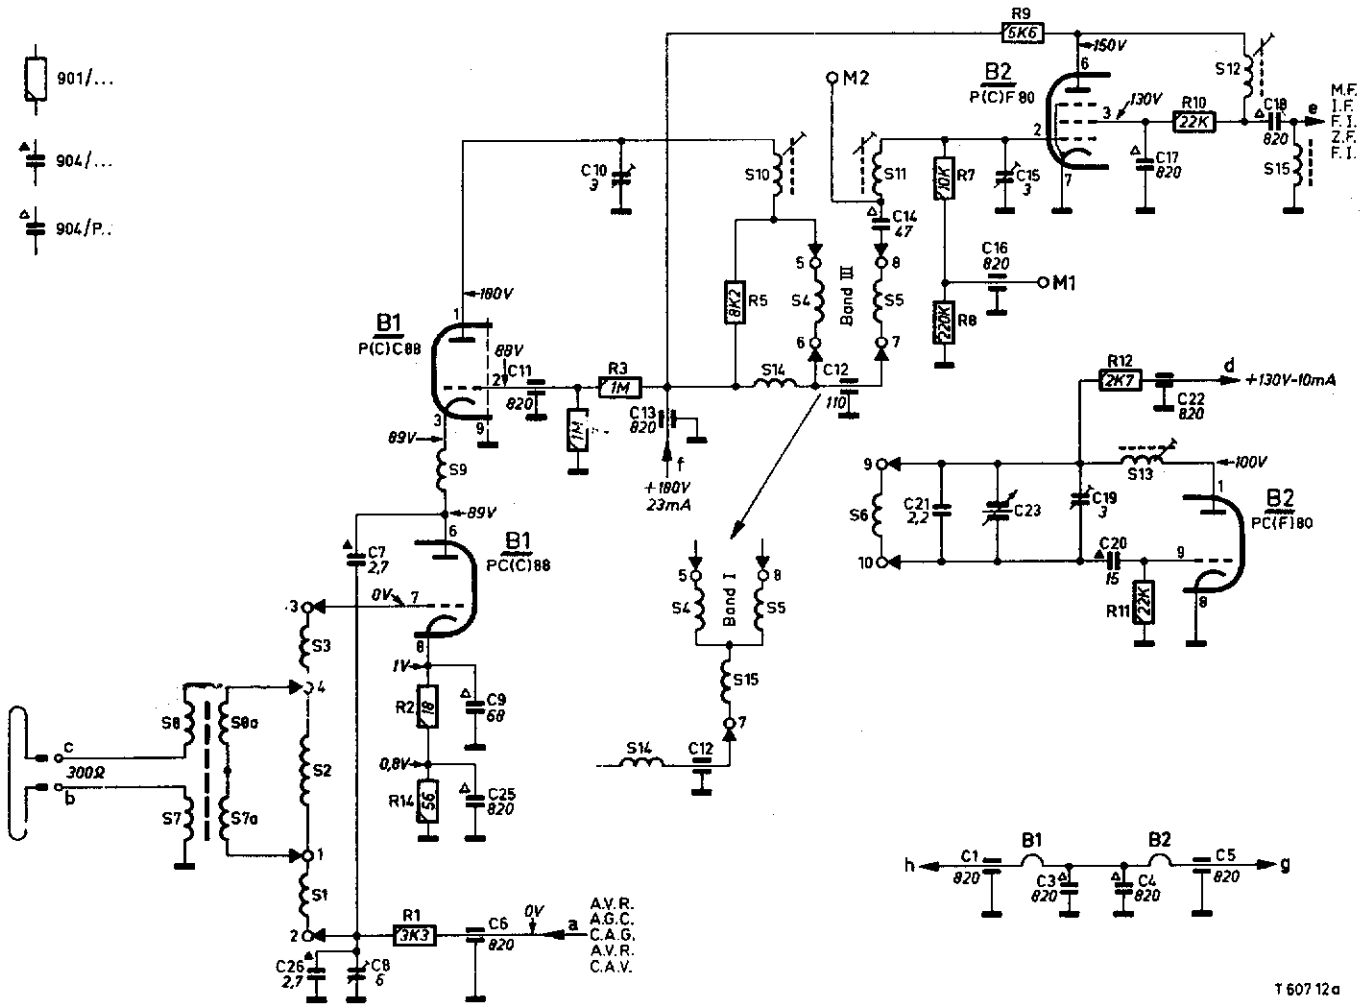 901/...
904/...
904/P..
R9
5K6
150V
6
B2
P(C)F80
S12
M2
130V
3
R10
22K
C18
820
e
M.F.
I.F.
F.I.
Z.F.
F.I.
2
C10
3
S10
S11
R7
10K
C15
3
7
C17
820
S15
C14
47
5
8
C16
820
M1
180V
1
B1
P(C)C88
8K2
R5
S4
Band III
S5
220K
R8
6
7
88V
2
C11
820
R3
1M
S14
C12
110
R12
2K7
d
+130V-10mA
C22
820
3
9
89V
1M
C13
820
f
+180V
23mA
S9
9
S13
100V
1
B2
PC(F)80
S6
C21
2,2
C23
C19
3
89V
6
B1
PC(C)88
C7
2,7
10
C20
15
9
R11
22K
8
0V
7
3
5
8
S4
Band I
S5
S3
8
1V
4
R2
18
C9
68
S15
7
S8
S8a
c
300Ω
b
S2
0,8V
S14
C12
R14
56
C25
820
S7
S7a
1
B1
B2
h
C1
820
C3
820
C4
820
C5
820
g
S1
2
R1
3K3
C6
820
0V
a
A.V.R.
A.G.C.
C.A.G.
A.V.R.
C.A.V.
C26
2,7
C8
6
T 607 12a